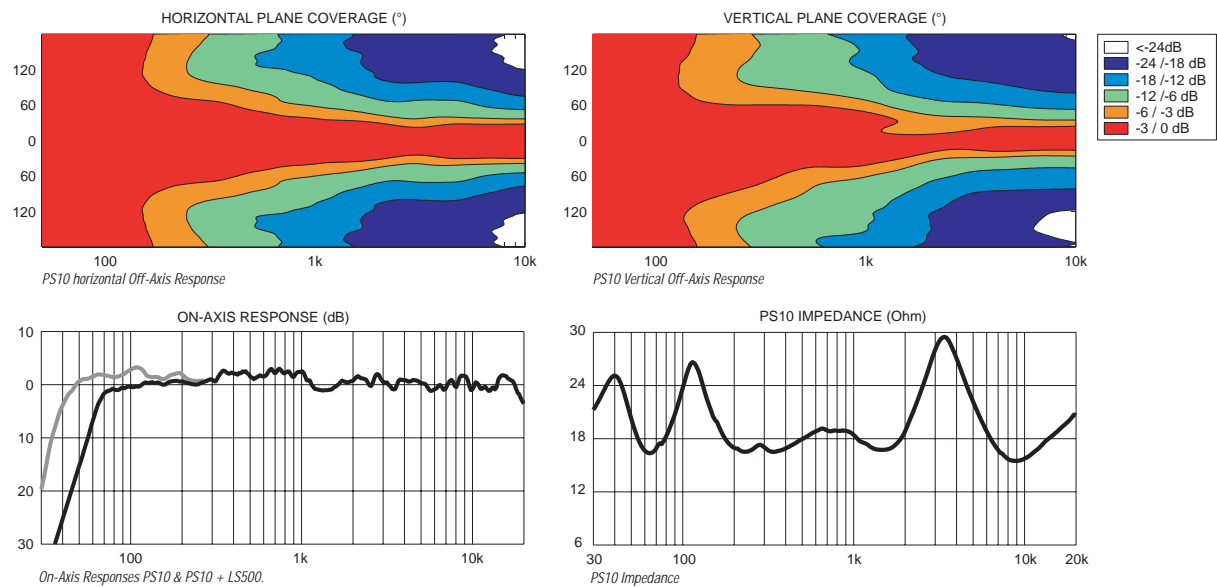 HORIZONTAL PLANE COVERAGE (°)
120
60
0
60
120
100
1k
10k
PS10 horizontal Off-Axis Response
VERTICAL PLANE COVERAGE (°)
120
60
0
60
120
100
1k
10k
PS10 Vertical Off-Axis Response
<-24dB
-24 /-18 dB
-18 /-12 dB
-12 /-6 dB
-6 / -3 dB
-3 / 0 dB
ON-AXIS RESPONSE (dB)
10
0
10
20
30
100
1k
10k
On-Axis Responses PS10 & PS10 + LS500.
PS10 IMPEDANCE (Ohm)
30
24
18
12
6
30
100
1k
10k
20k
PS10 Impedance